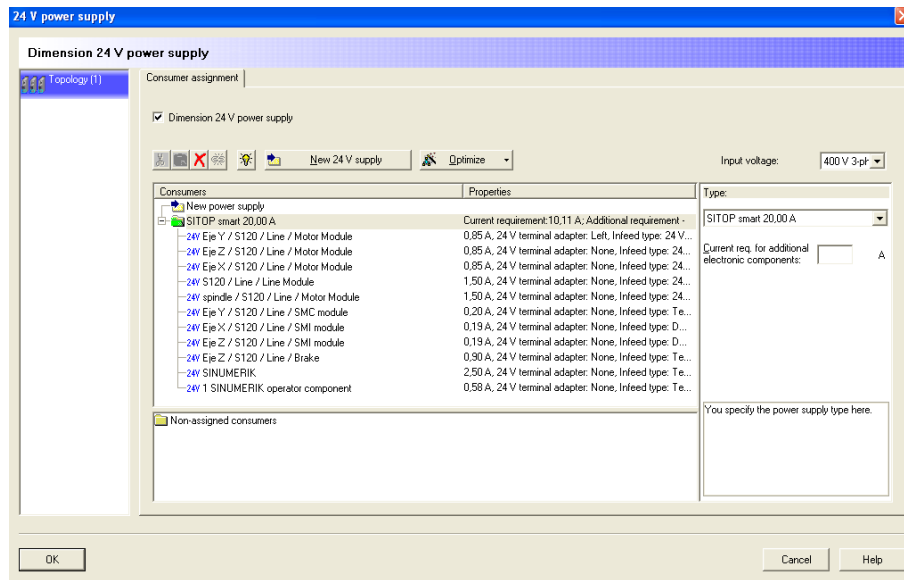 24 V power supply
Dimension 24 V power supply
Topology (1)
Consumer assignment
Dimension 24 V power supply
New 24 V supply
Optimize
Input voltage:
400 V 3-ph
Consumers Properties
Type:
New power supply
SITOP smart 20,00 A Current requirement:10,11 A; Additional requirement -
SITOP smart 20,00 A
24V Eje Y / S120 / Line / Motor Module 0,85 A, 24 V terminal adapter: Left, Infeed type: 24 V...
24V Eje Z / S120 / Line / Motor Module 0,85 A, 24 V terminal adapter: None, Infeed type: 24...
Current req. for additional
electronic components:
A
24V Eje X / S120 / Line / Motor Module 0,85 A, 24 V terminal adapter: None, Infeed type: 24...
24V S120 / Line / Line Module 1,50 A, 24 V terminal adapter: None, Infeed type: 24...
24V spindle / S120 / Line / Motor Module 1,50 A, 24 V terminal adapter: None, Infeed type: 24...
24V Eje Y / S120 / Line / SMC module 0,20 A, 24 V terminal adapter: None, Infeed type: Te...
24V Eje X / S120 / Line / SMI module 0,19 A, 24 V terminal adapter: None, Infeed type: D...
24V Eje Z / S120 / Line / SMI module 0,19 A, 24 V terminal adapter: None, Infeed type: D...
24V Eje Z / S120 / Line / Brake 0,90 A, 24 V terminal adapter: None, Infeed type: Te...
24V SINUMERIK 2,50 A, 24 V terminal adapter: None, Infeed type: Te...
24V 1 SINUMERIK operator component 0,58 A, 24 V terminal adapter: None, Infeed type: Te...
You specify the power supply type here.
Non-assigned consumers
OK
Cancel
Help